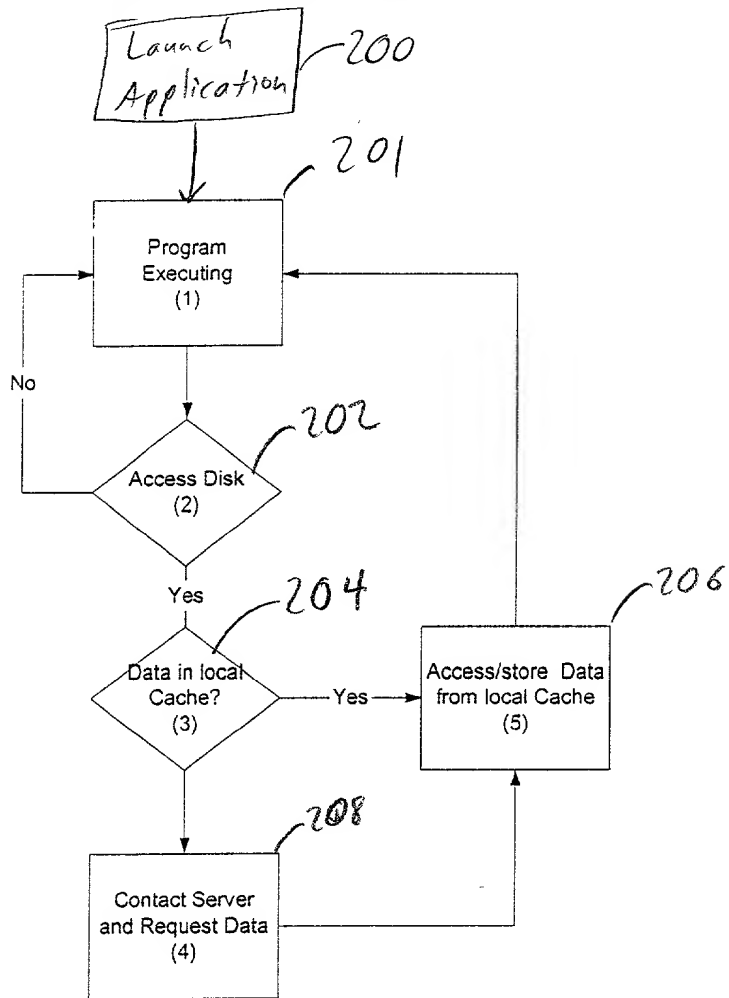 Launch
Application
200
201
Program
Executing
(1)
No
202
Access Disk
(2)
Yes
204
206
Data in local
Cache?
(3)
Yes
Access/store Data
from local Cache
(5)
208
Contact Server
and Request Data
(4)